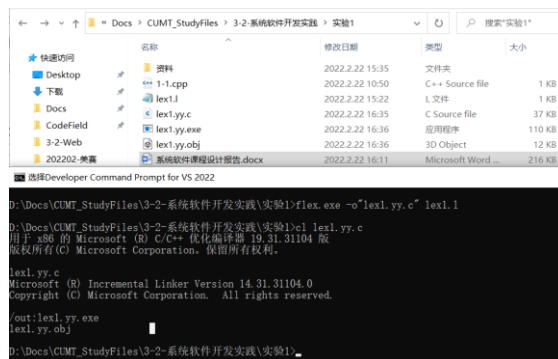 « Docs > CUMT_StudyFiles > 3-2-系统软件开发实践 > 实验1
搜索"实验1"
名称 修改日期 类型 大小
快速访问
Desktop
下载
Docs
CodeField
3-2-Web
202202-美赛
资料 2022.2.22 15:35 文件夹
1-1.cpp 2022.2.22 10:50 C++ Source file 1 KB
lex1.l 2022.2.22 15:22 L 文件 1 KB
lex1.yy.c 2022.2.22 16:35 C Source file 37 KB
lex1.yy.exe 2022.2.22 16:36 应用程序 110 KB
lex1.yy.obj 2022.2.22 16:36 3D Object 12 KB
系统软件课程设计报告.docx 2022.2.22 16:11 Microsoft Word ... 216 KB
选择Developer Command Prompt for VS 2022
D:\Docs\CUMT_StudyFiles\3-2-系统软件开发实践\实验1>flex.exe -o"lex1.yy.c" lex1.l
D:\Docs\CUMT_StudyFiles\3-2-系统软件开发实践\实验1>cl lex1.yy.c
用于 x86 的 Microsoft (R) C/C++ 优化编译器 19.31.31104 版
版权所有(C) Microsoft Corporation。保留所有权利。
lex1.yy.c
Microsoft (R) Incremental Linker Version 14.31.31104.0
Copyright (C) Microsoft Corporation.  All rights reserved.
/out:lex1.yy.exe
lex1.yy.obj
D:\Docs\CUMT_StudyFiles\3-2-系统软件开发实践\实验1>